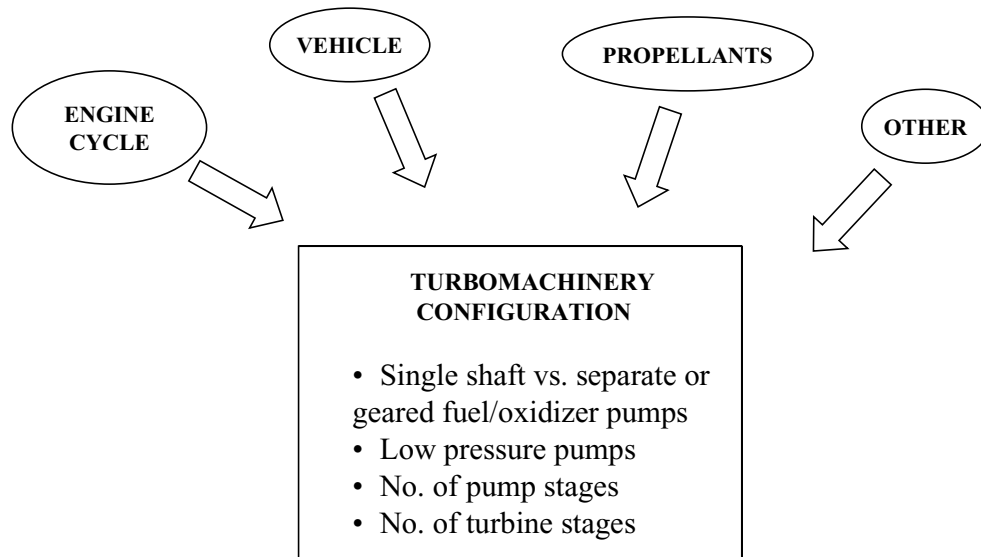 VEHICLE
PROPELLANTS
ENGINE
CYCLE
OTHER
TURBOMACHINERY
CONFIGURATION
• Single shaft vs. separate or
geared fuel/oxidizer pumps
• Low pressure pumps
• No. of pump stages
• No. of turbine stages